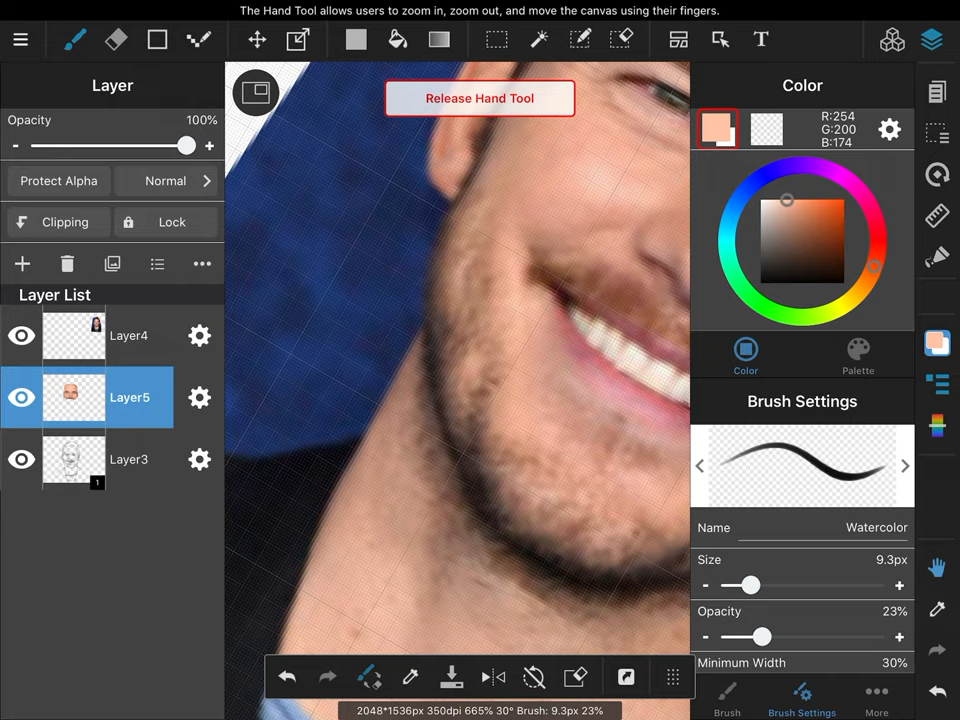 The Hand Tool allows users to zoom in, zoom out, and move the canvas using their fingers.
T
Layer
Release Hand Tool
Color
Opacity 100%
- +
R:254
G:200
B:174
Protect Alpha Normal
Clipping Lock
Layer List
Layer4
Layer5
Layer3
1
Color Palette
Brush Settings
Name Watercolor
Size 9.3px
- +
Opacity 23%
- +
Minimum Width 30%
Brush Brush Settings More
2048*1536px 350dpi 665% 30° Brush: 9.3px 23%